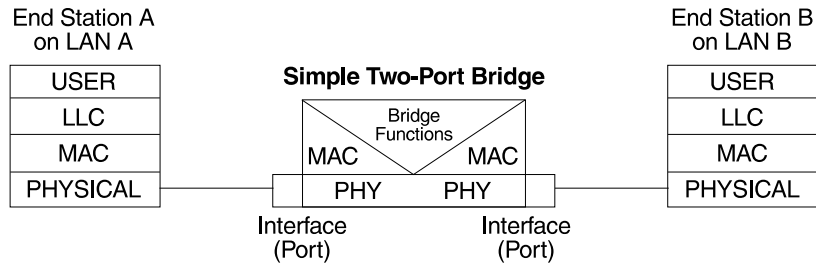 End Station A
on LAN A
USER
LLC
MAC
PHYSICAL
Simple Two-Port Bridge
Bridge
Functions
MAC MAC
PHY PHY
Interface
(Port)
Interface
(Port)
End Station B
on LAN B
USER
LLC
MAC
PHYSICAL